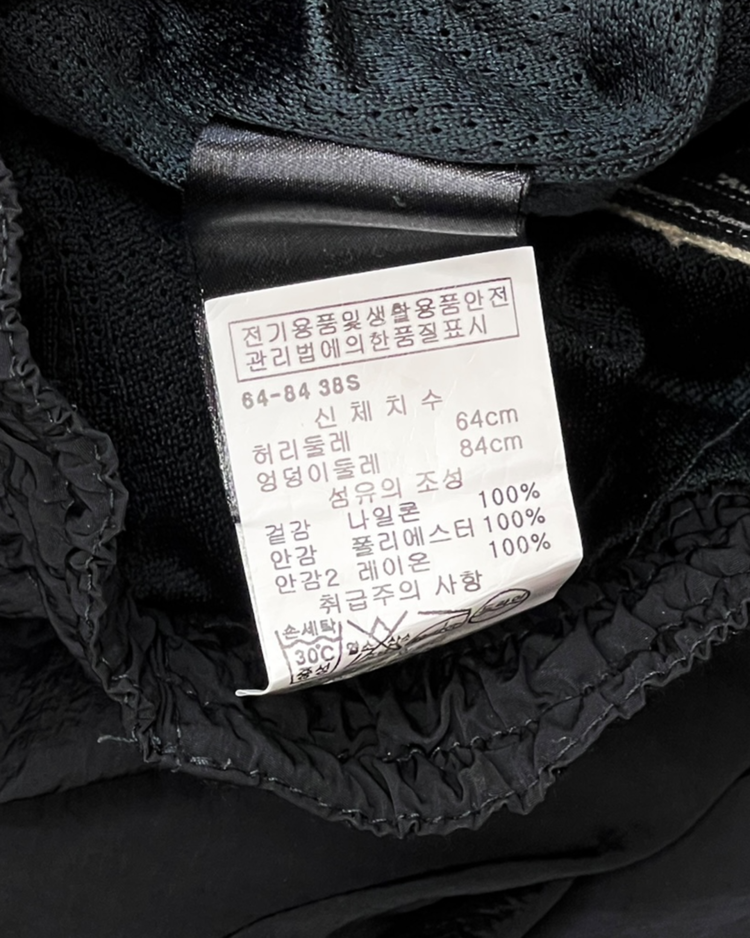 전기용품및생활용품안전
관리법에의한품질표시
64-84 38S
신 체 치 수
허리둘레 64cm
엉덩이둘레 84cm
섬유의 조성
겉감 나일론 100%
안감 폴리에스터 100%
안감2 레이온 100%
취급주의 사항
손세탁
30℃
중성